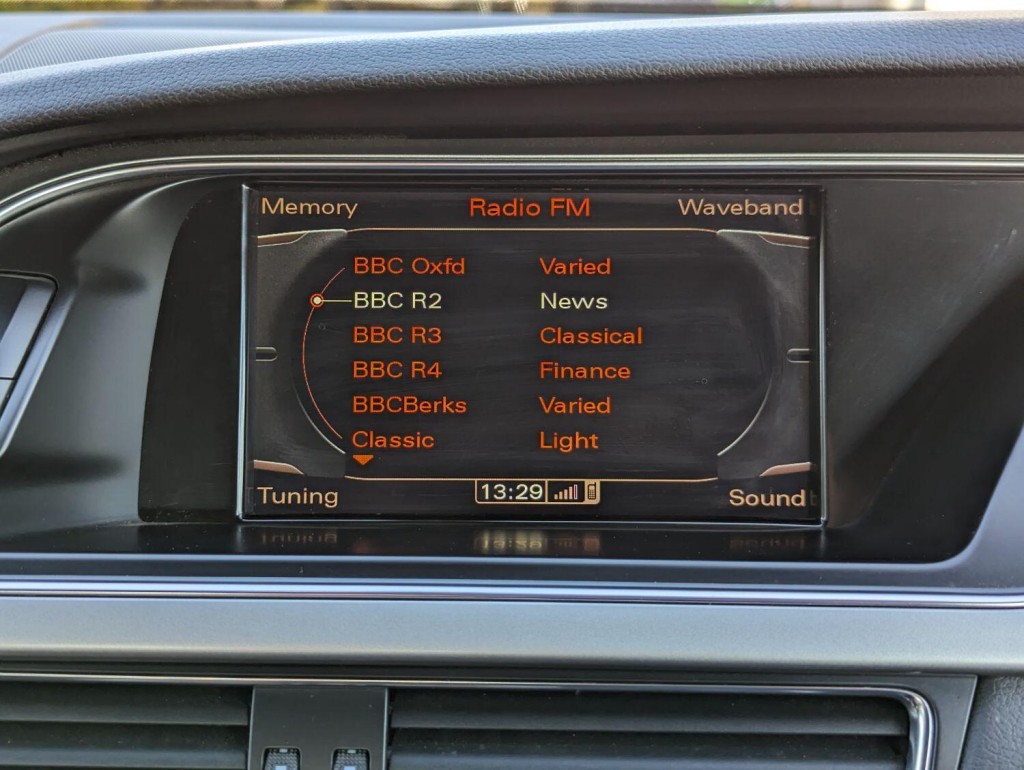 Memory Radio FM Waveband
BBC Oxfd Varied
BBC R2 News
BBC R3 Classical
BBC R4 Finance
BBCBerks Varied
Classic Light
Tuning 13:29 Sound